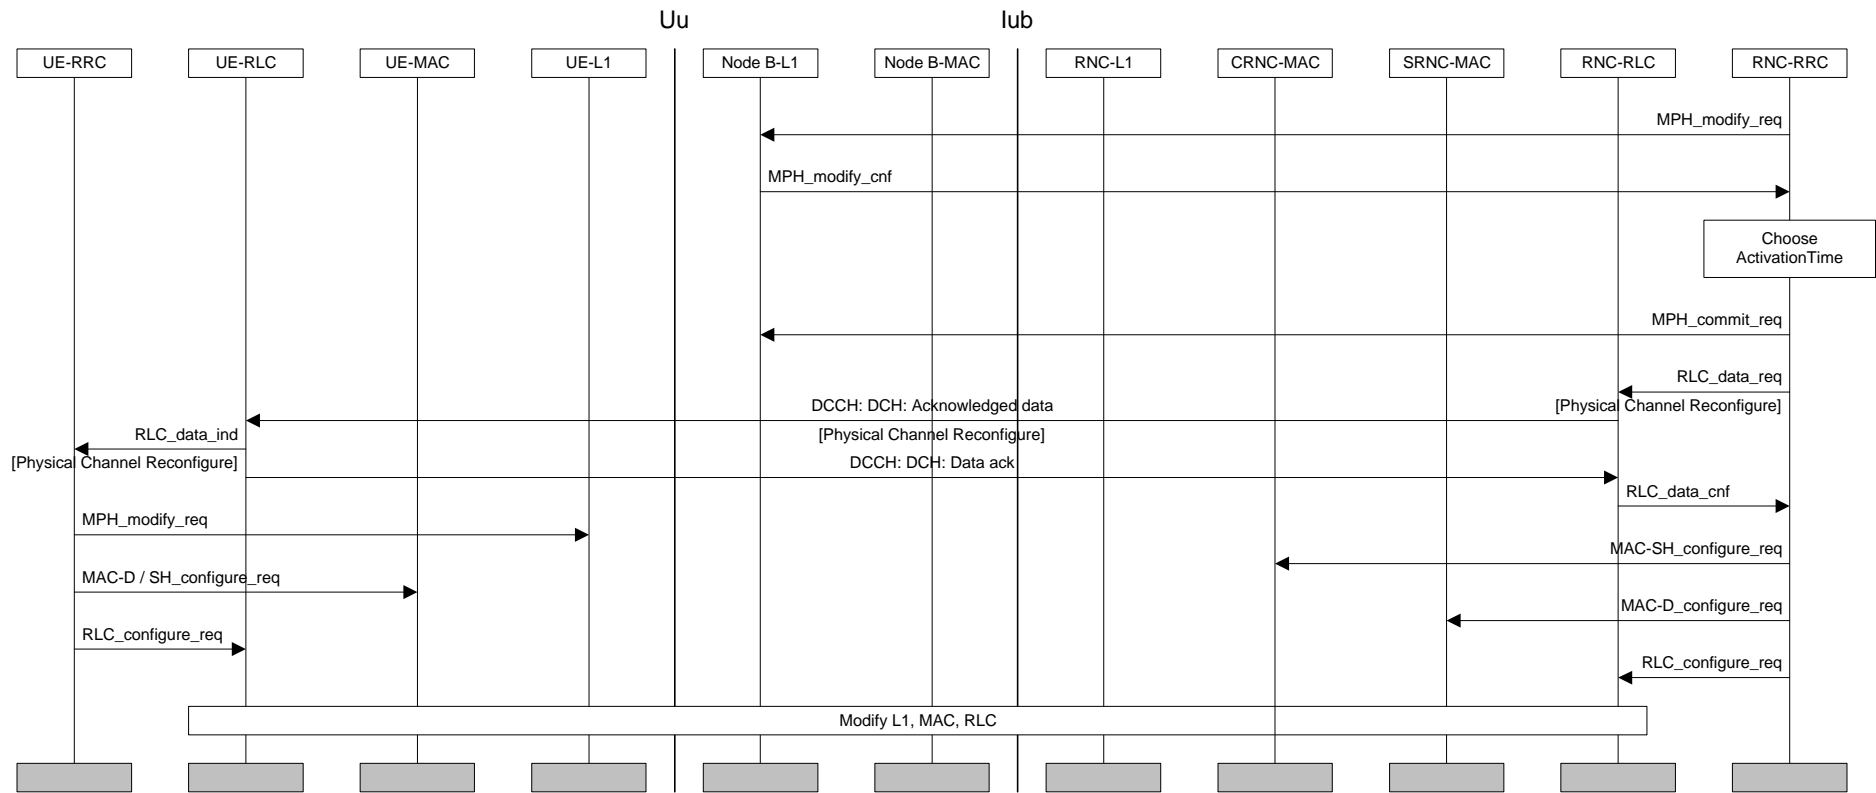 Uu
Iub
UE-RRC
UE-RLC
UE-MAC
UE-L1
Node B-L1
Node B-MAC
RNC-L1
CRNC-MAC
SRNC-MAC
RNC-RLC
RNC-RRC
MPH_modify_req
MPH_modify_cnf
Choose
ActivationTime
MPH_commit_req
RLC_data_req
DCCH: DCH: Acknowledged data
[Physical Channel Reconfigure]
RLC_data_ind
[Physical Channel Reconfigure]
[Physical Channel Reconfigure]
DCCH: DCH: Data ack
RLC_data_cnf
MPH_modify_req
MAC-SH_configure_req
MAC-D / SH_configure_req
MAC-D_configure_req
RLC_configure_req
RLC_configure_req
Modify L1, MAC, RLC